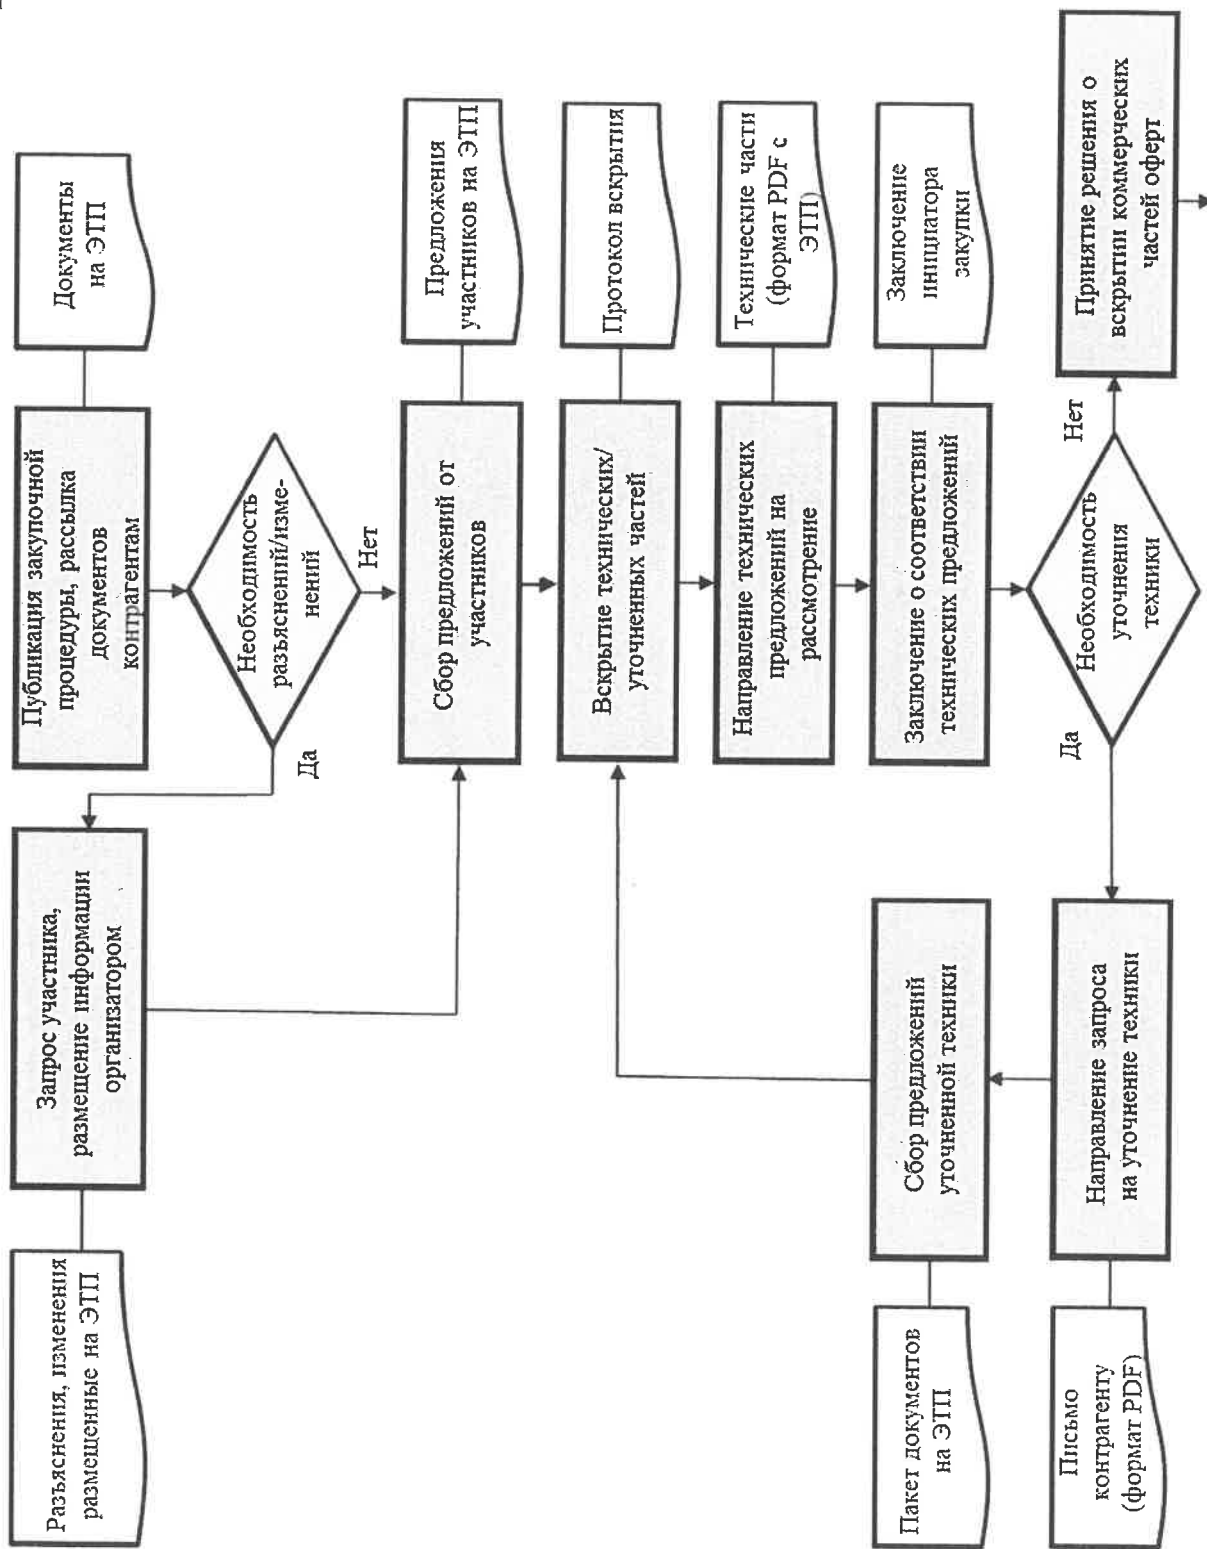 Публикация закупочной
процедуры, рассылка
документов
контрагентам
Документы
на ЭТП
Необходимость
разъяснений/изме-
нений
Да
Нет
Запрос участника,
размещение информации
организатором
Разъяснения, изменения
размещенные на ЭТП
Сбор предложений от
участников
Предложения
участников на ЭТП
Вскрытие технических/
уточненных частей
Протокол вскрытия
Направление технических
предложений на
рассмотрение
Технические части
(формат PDF с
ЭТП)
Заключение о соответствии
технических предложений
Заключение
инициатора
закупки
Необходимость
уточнения
техники
Да
Нет
Принятие решения о
вскрытии коммерческих
частей оферт
Направление запроса
на уточнение техники
Письмо
контрагенту
(формат PDF)
Сбор предложений
уточненной техники
Пакет документов
на ЭТП